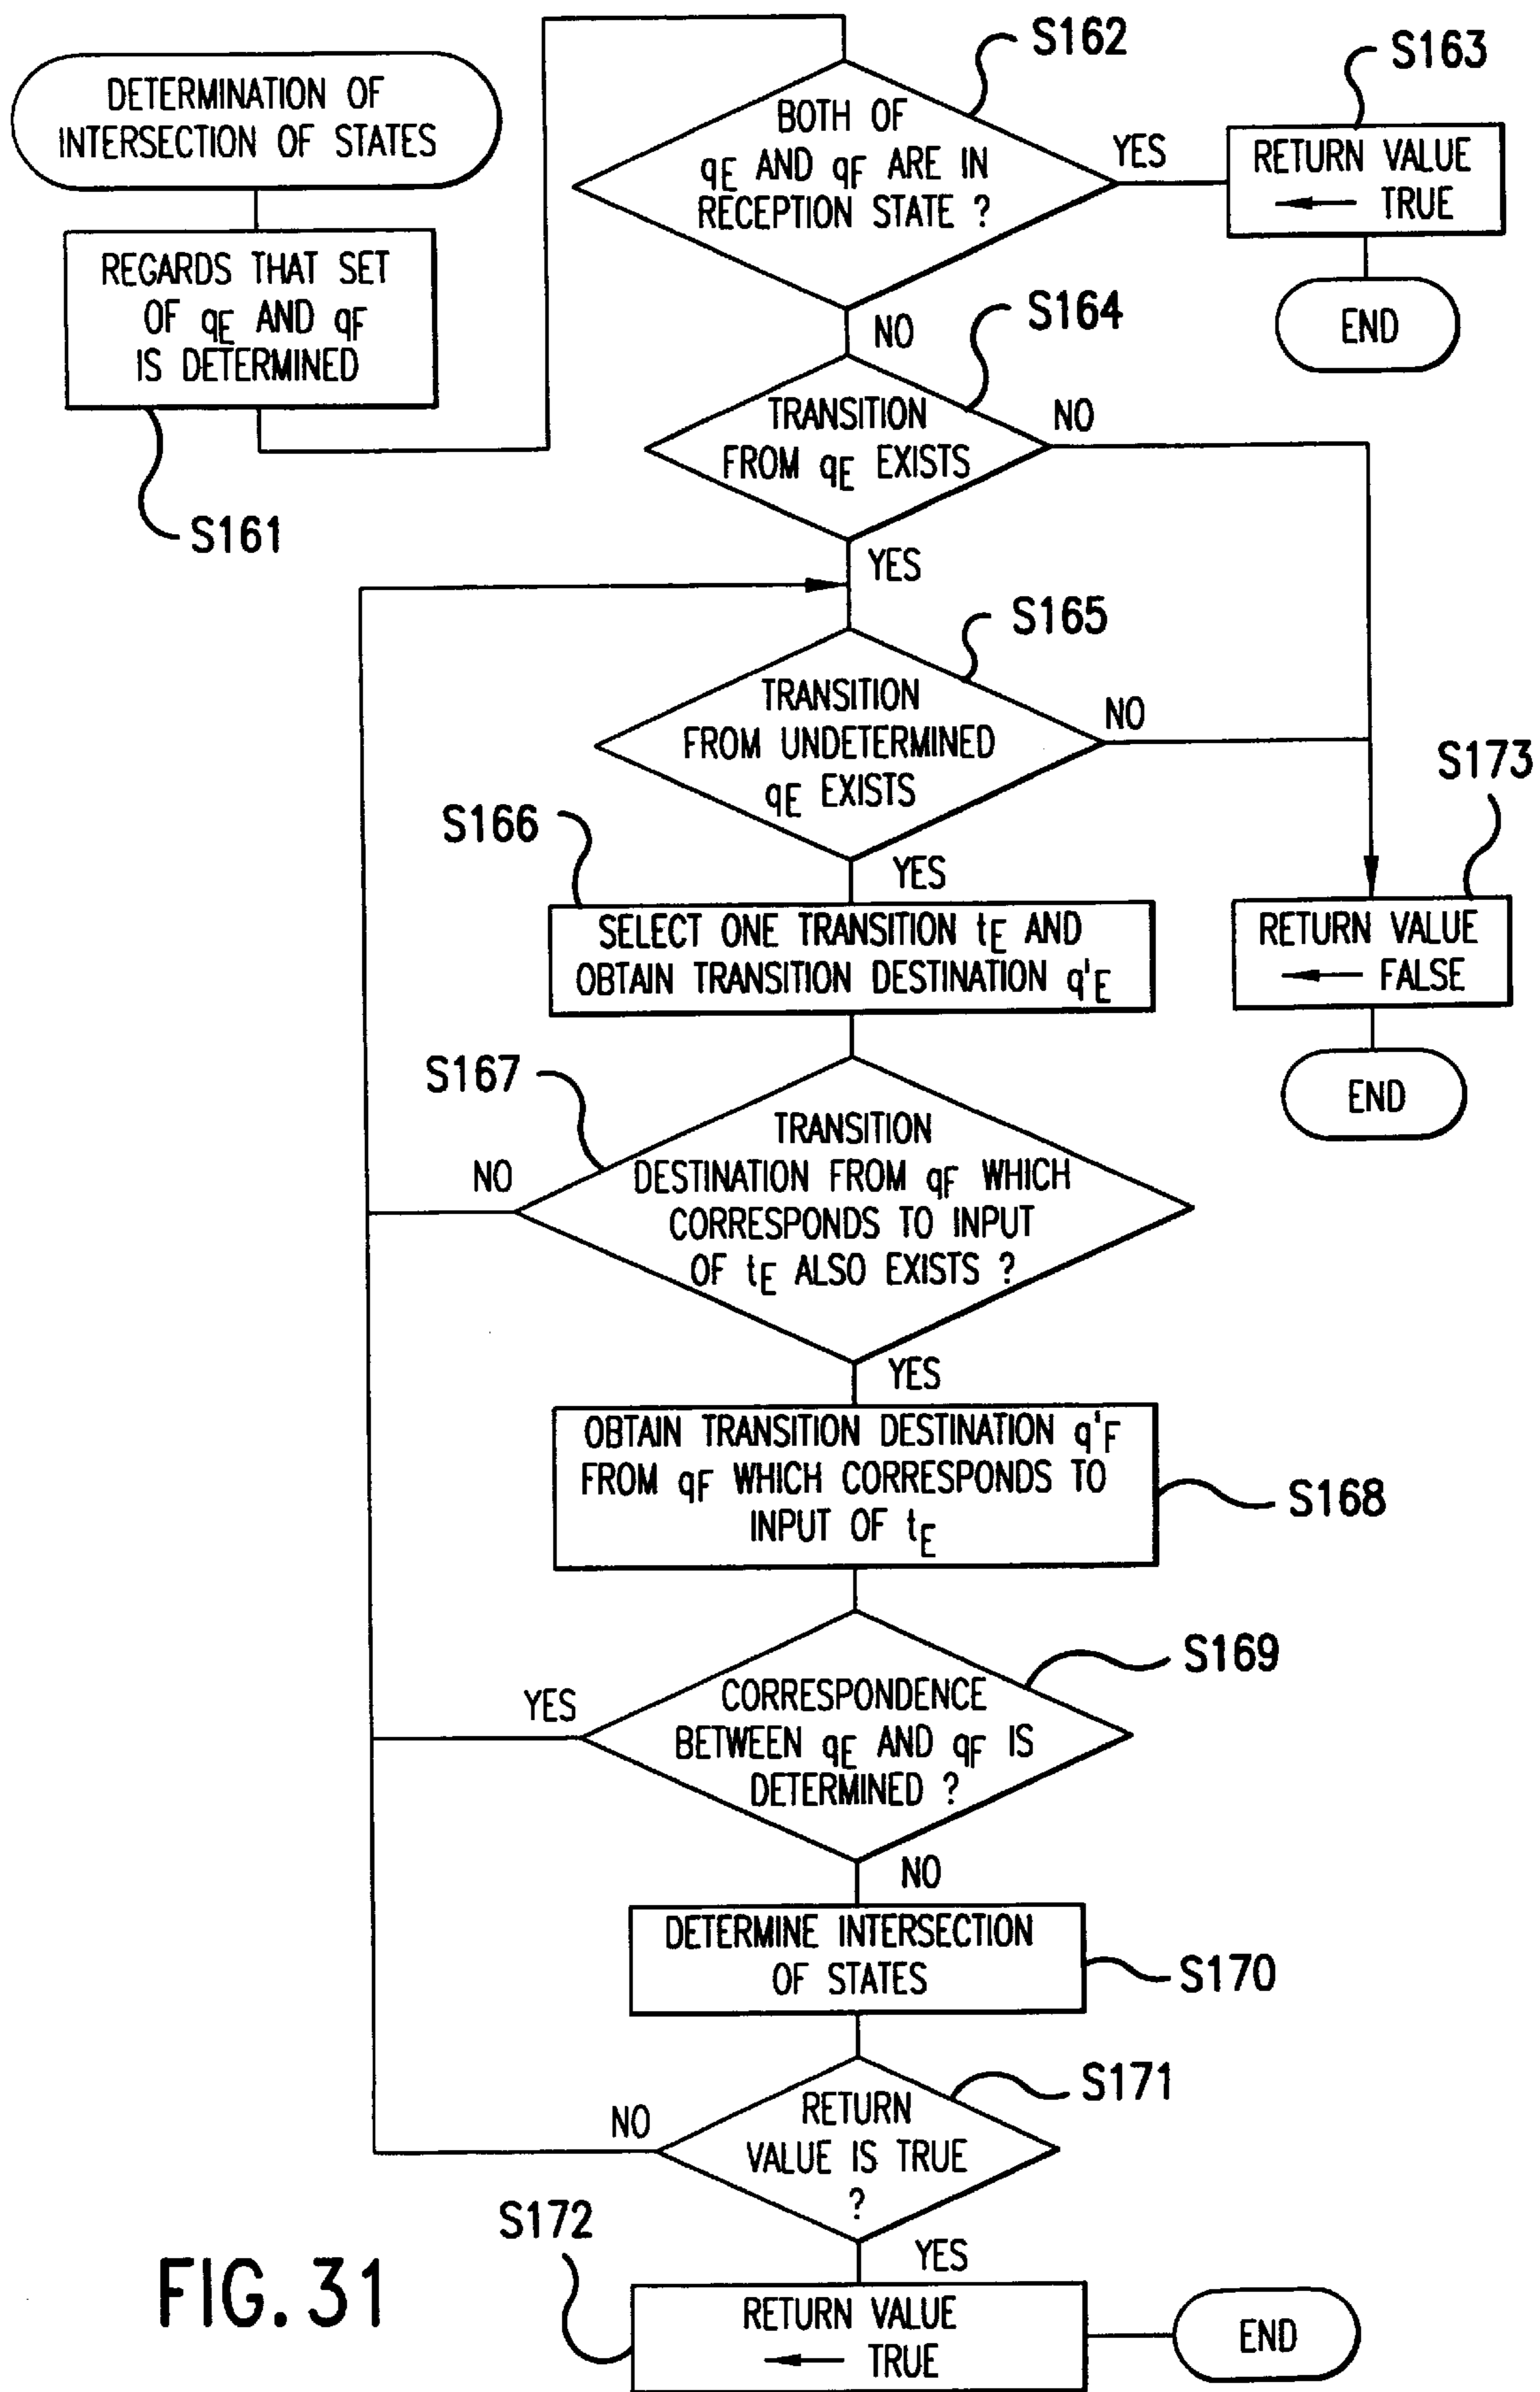 DETERMINATION OF
INTERSECTION OF STATES
REGARDS THAT SET
OF qE AND qF
IS DETERMINED
S161
BOTH OF
qE AND qF ARE IN
RECEPTION STATE ?
S162
YES
S163
RETURN VALUE
← TRUE
END
NO
S164
TRANSITION
FROM qE EXISTS
NO
YES
S165
TRANSITION
FROM UNDETERMINED
qE EXISTS
NO
S173
RETURN VALUE
← FALSE
END
YES
S166
SELECT ONE TRANSITION tE AND
OBTAIN TRANSITION DESTINATION q'E
S167
TRANSITION
DESTINATION FROM qF WHICH
CORRESPONDS TO INPUT
OF tE ALSO EXISTS ?
NO
YES
OBTAIN TRANSITION DESTINATION q'F
FROM qF WHICH CORRESPONDS TO
INPUT OF tE
S168
S169
CORRESPONDENCE
BETWEEN qE AND qF IS
DETERMINED ?
YES
NO
DETERMINE INTERSECTION
OF STATES
S170
S171
RETURN
VALUE IS TRUE
?
NO
YES
S172
RETURN VALUE
← TRUE
END
FIG. 31